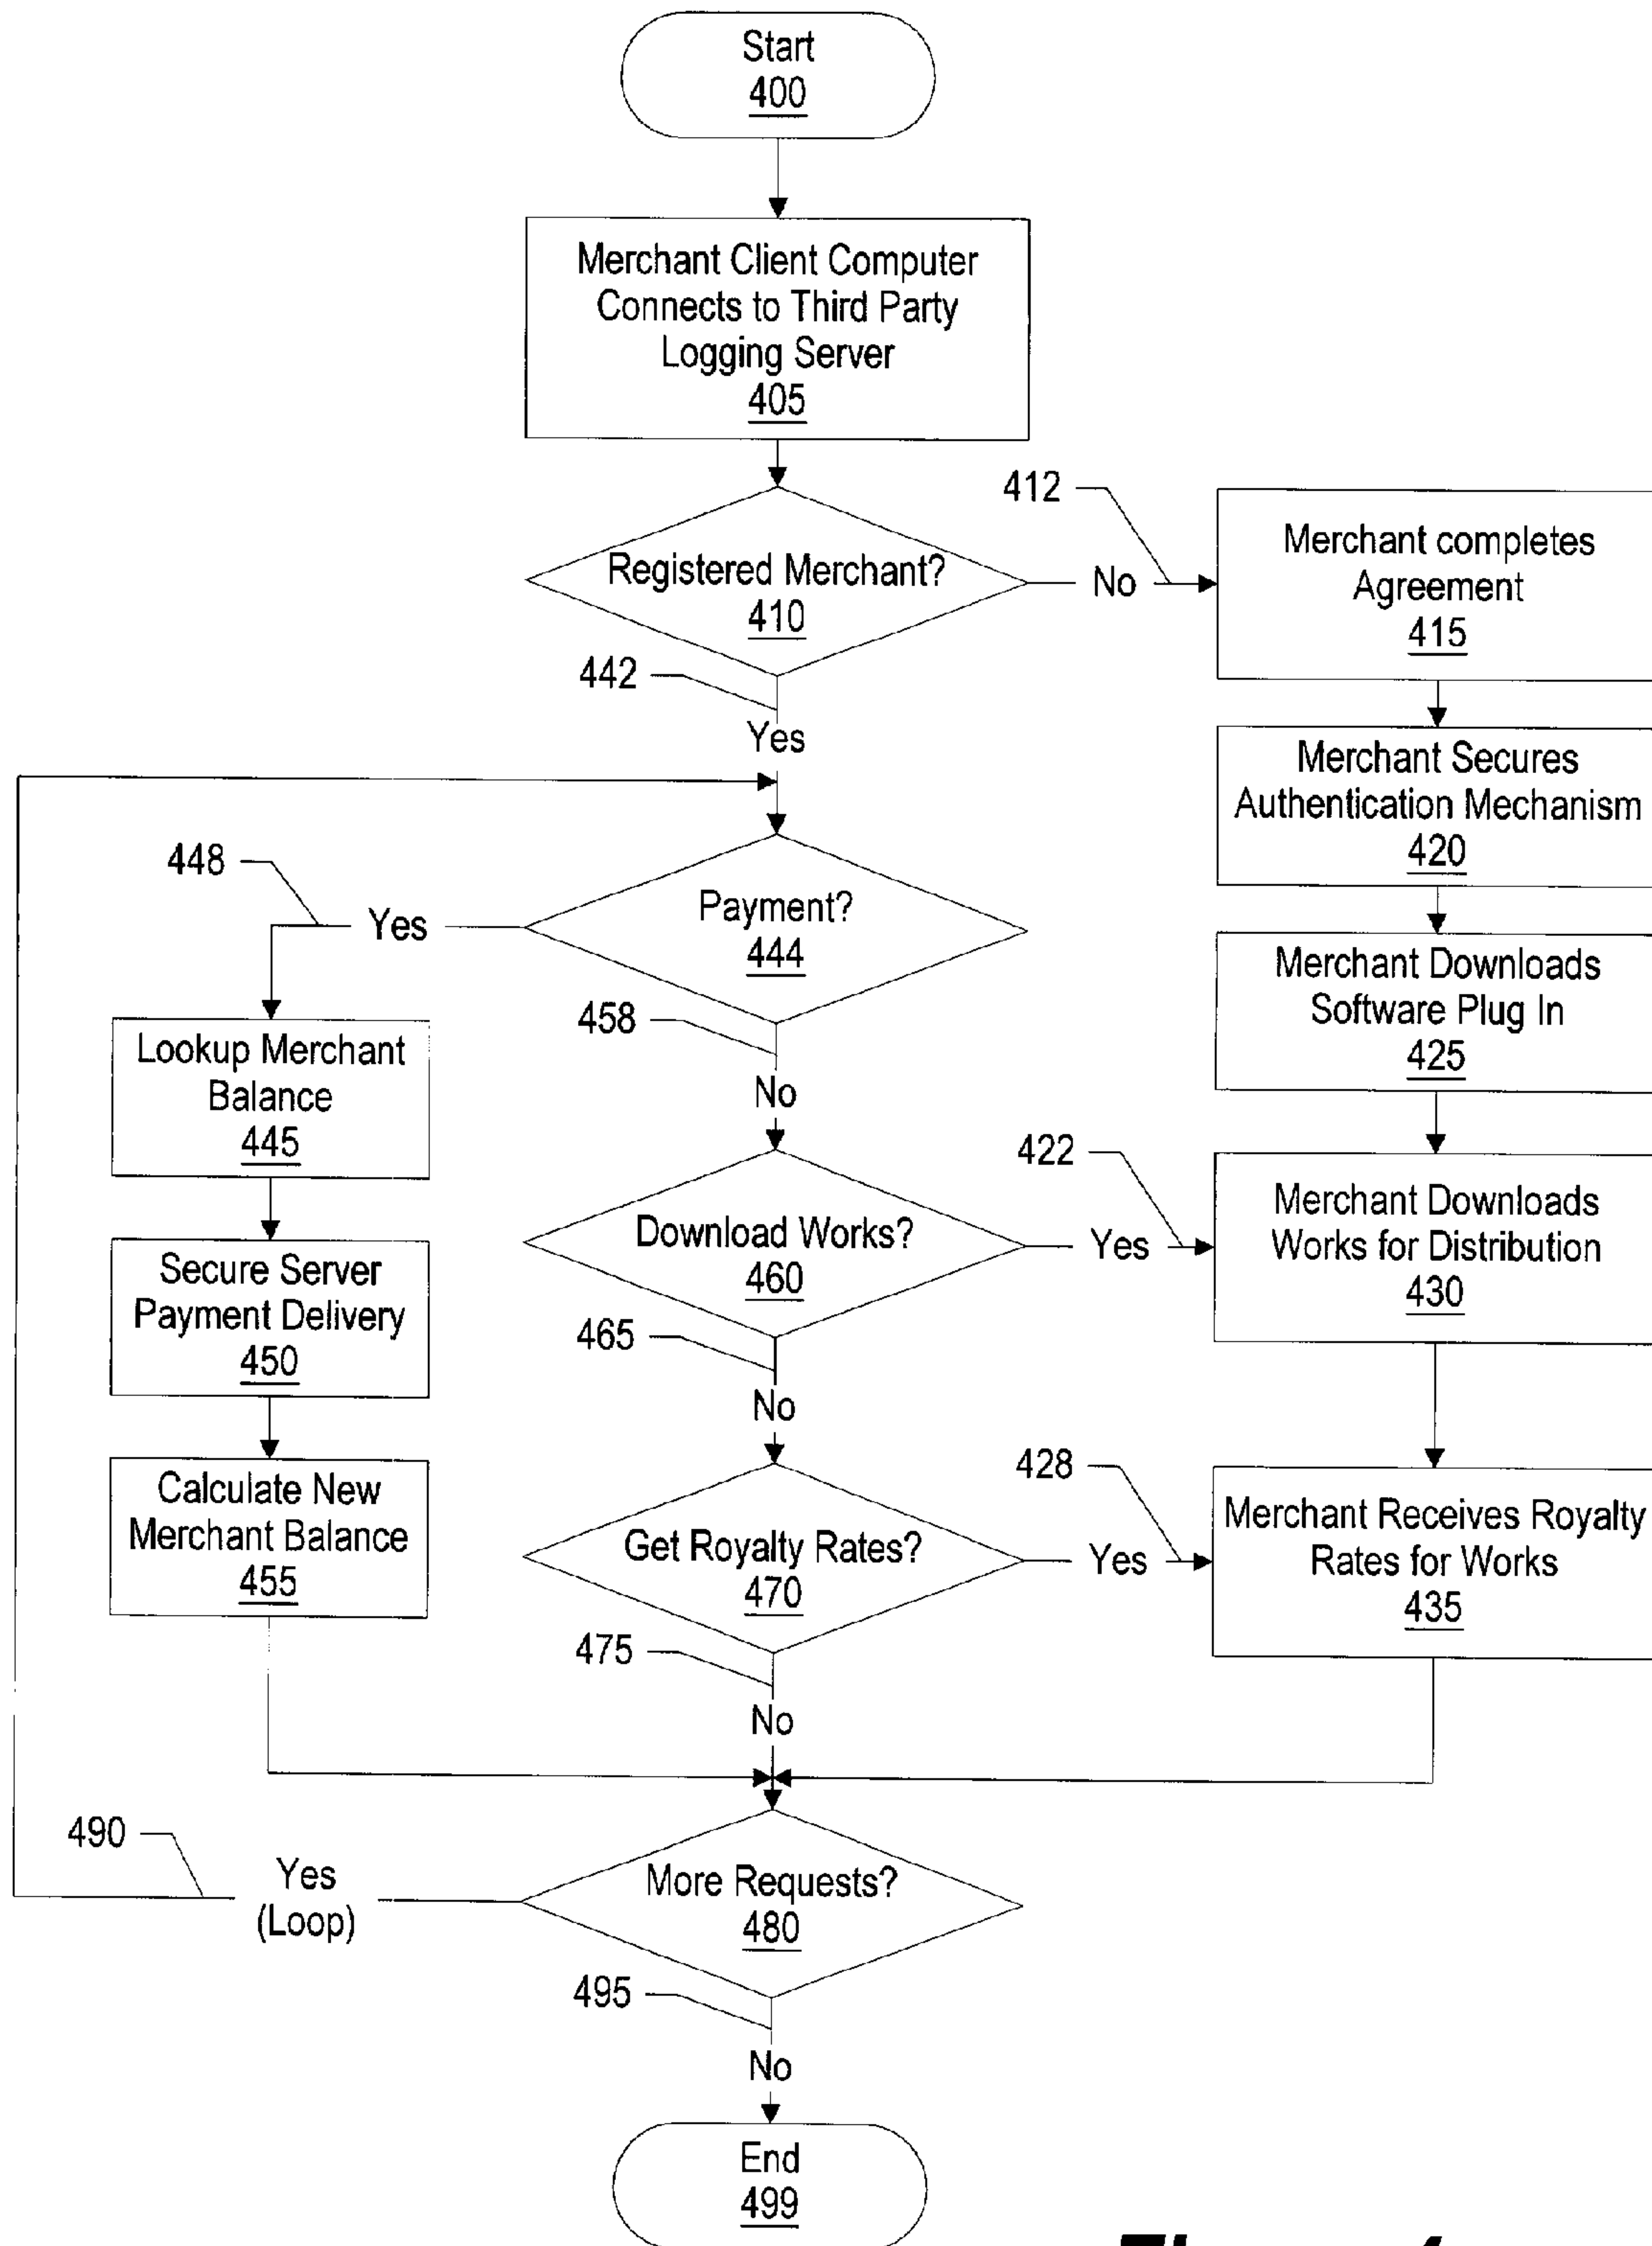 Start
400
Merchant Client Computer
Connects to Third Party
Logging Server
405
412
Registered Merchant?
410
No
Merchant completes
Agreement
415
442
Yes
Merchant Secures
Authentication Mechanism
420
448
Yes
Payment?
444
Merchant Downloads
Software Plug In
425
458
No
Lookup Merchant
Balance
445
422
Download Works?
460
Yes
Merchant Downloads
Works for Distribution
430
Secure Server
Payment Delivery
450
465
No
428
Calculate New
Merchant Balance
455
Get Royalty Rates?
470
Yes
Merchant Receives Royalty
Rates for Works
435
475
No
490
Yes
(Loop)
More Requests?
480
495
No
End
499